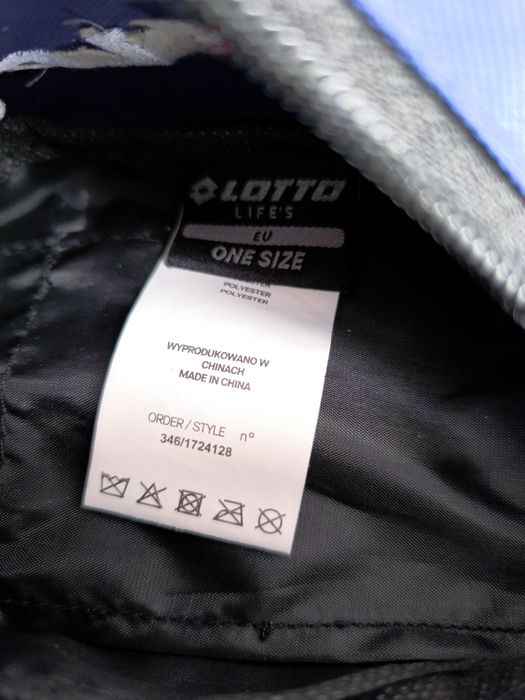 LOTTO
LIFE'S
EU
ONE SIZE
POLYESTER
POLYESTER
WYPRODUKOWANO W
CHINACH
MADE IN CHINA
ORDER / STYLE n°
346/1724128